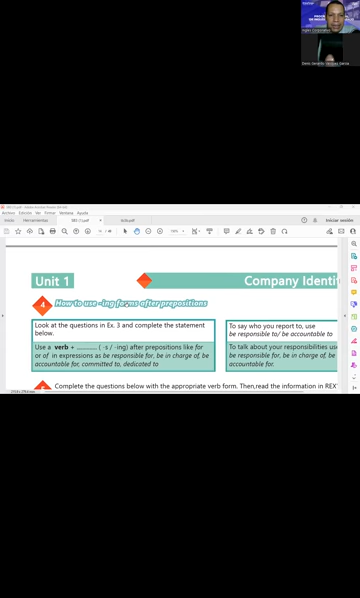 Archivo Edición Ver Firmar Ventana Ayuda
Inicio Herramientas
Iniciar sesión
Unit 1
Company Identi
4 How to use -ing forms after prepositions
Look at the questions in Ex. 3 and complete the statement
below.
Use a verb + ............ ( -s / -ing) after prepositions like for
or of in expressions as be responsible for, be in charge of, be
accountable for, committed to, dedicated to
To say who you report to, use
be responsible to/ be accountable to
To talk about your responsibilities use
be responsible for, be in charge of, be
accountable for.
Complete the questions below with the appropriate verb form. Then,read the information in REX'